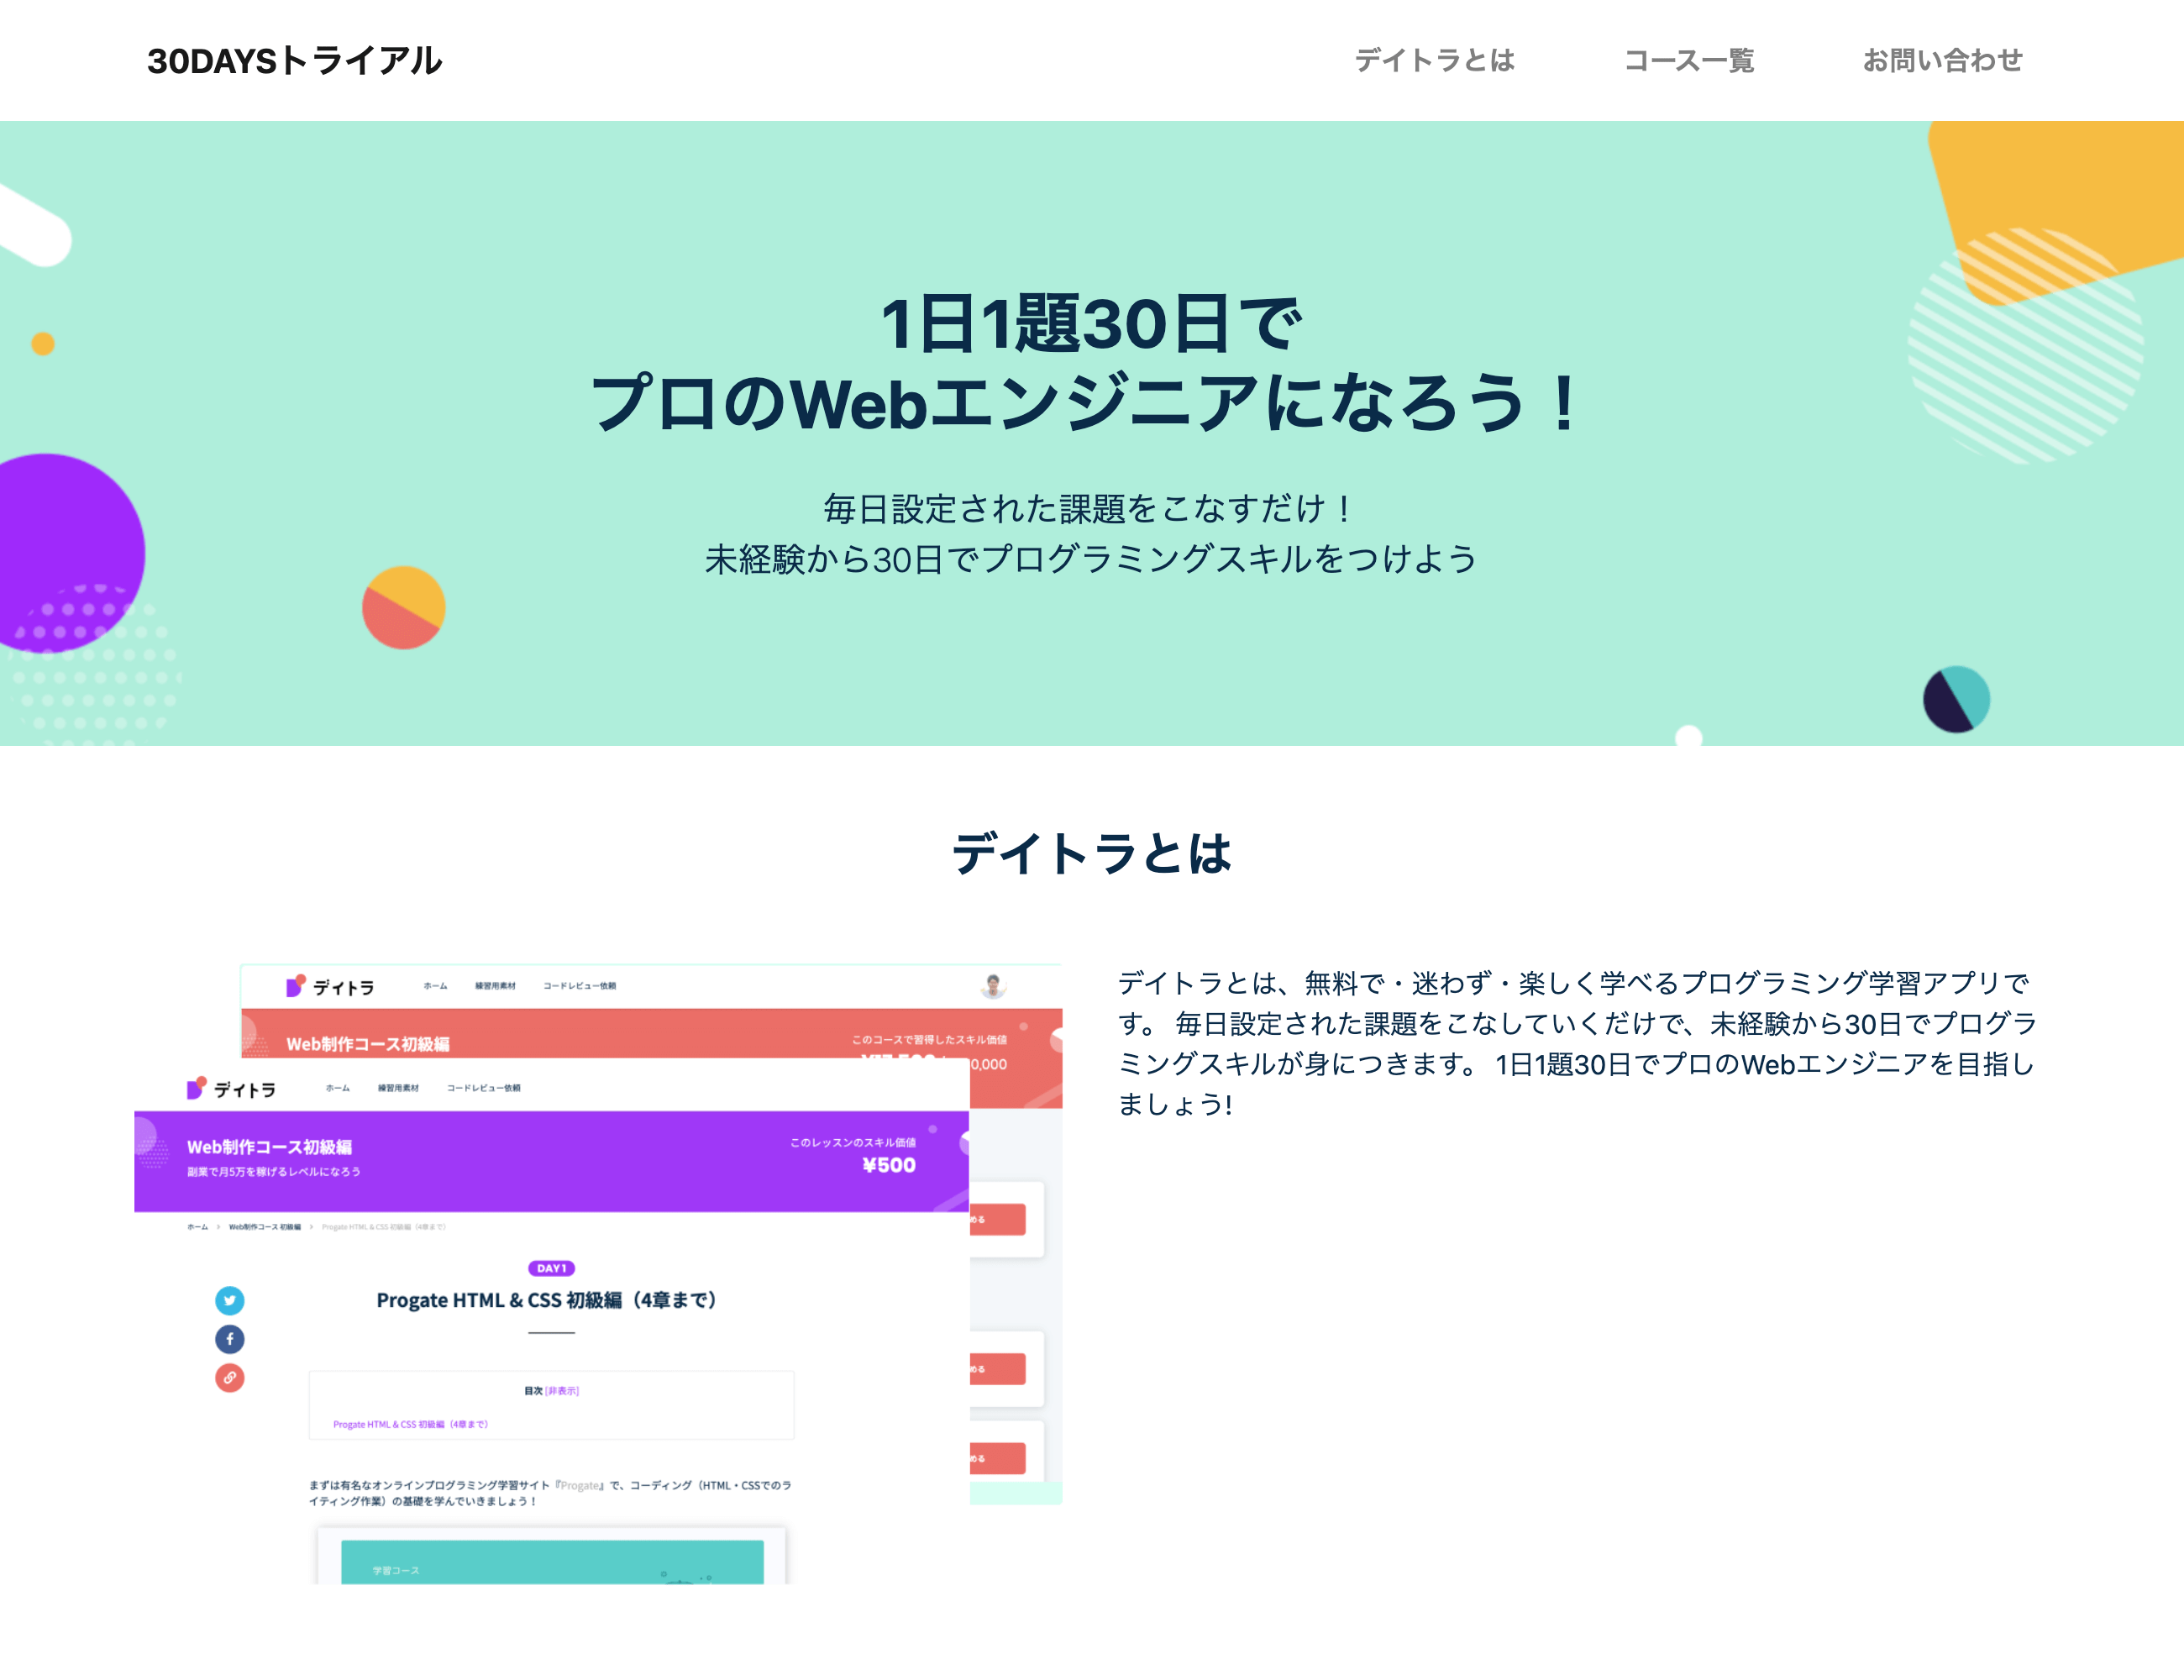 30DAYSトライアル
デイトラとは
コース一覧
お問い合わせ
1日1題30日で
プロのWebエンジニアになろう！
毎日設定された課題をこなすだけ！
未経験から30日でプログラミングスキルをつけよう
デイトラとは
デイトラ
ホーム
練習用素材
コードレビュー依頼
Web制作コース初級編
このコースで習得したスキル価値
0,000
デイトラ
ホーム
練習用素材
コードレビュー依頼
Web制作コース初級編
副業で月5万を稼げるレベルになろう
このレッスンのスキル価値
¥500
ホーム > Web制作コース 初級編 > Progate HTML & CSS 初級編（4章まで）
DAY1
Progate HTML & CSS 初級編（4章まで）
目次 [非表示]
Progate HTML & CSS 初級編（4章まで）
まずは有名なオンラインプログラミング学習サイト『Progate』で、コーディング（HTML・CSSでのラ
イティング作業）の基礎を学んでいきましょう！
学習コース
める
める
める
デイトラとは、無料で・迷わず・楽しく学べるプログラミング学習アプリで
す。 毎日設定された課題をこなしていくだけで、未経験から30日でプログラ
ミングスキルが身につきます。 1日1題30日でプロのWebエンジニアを目指し
ましょう!